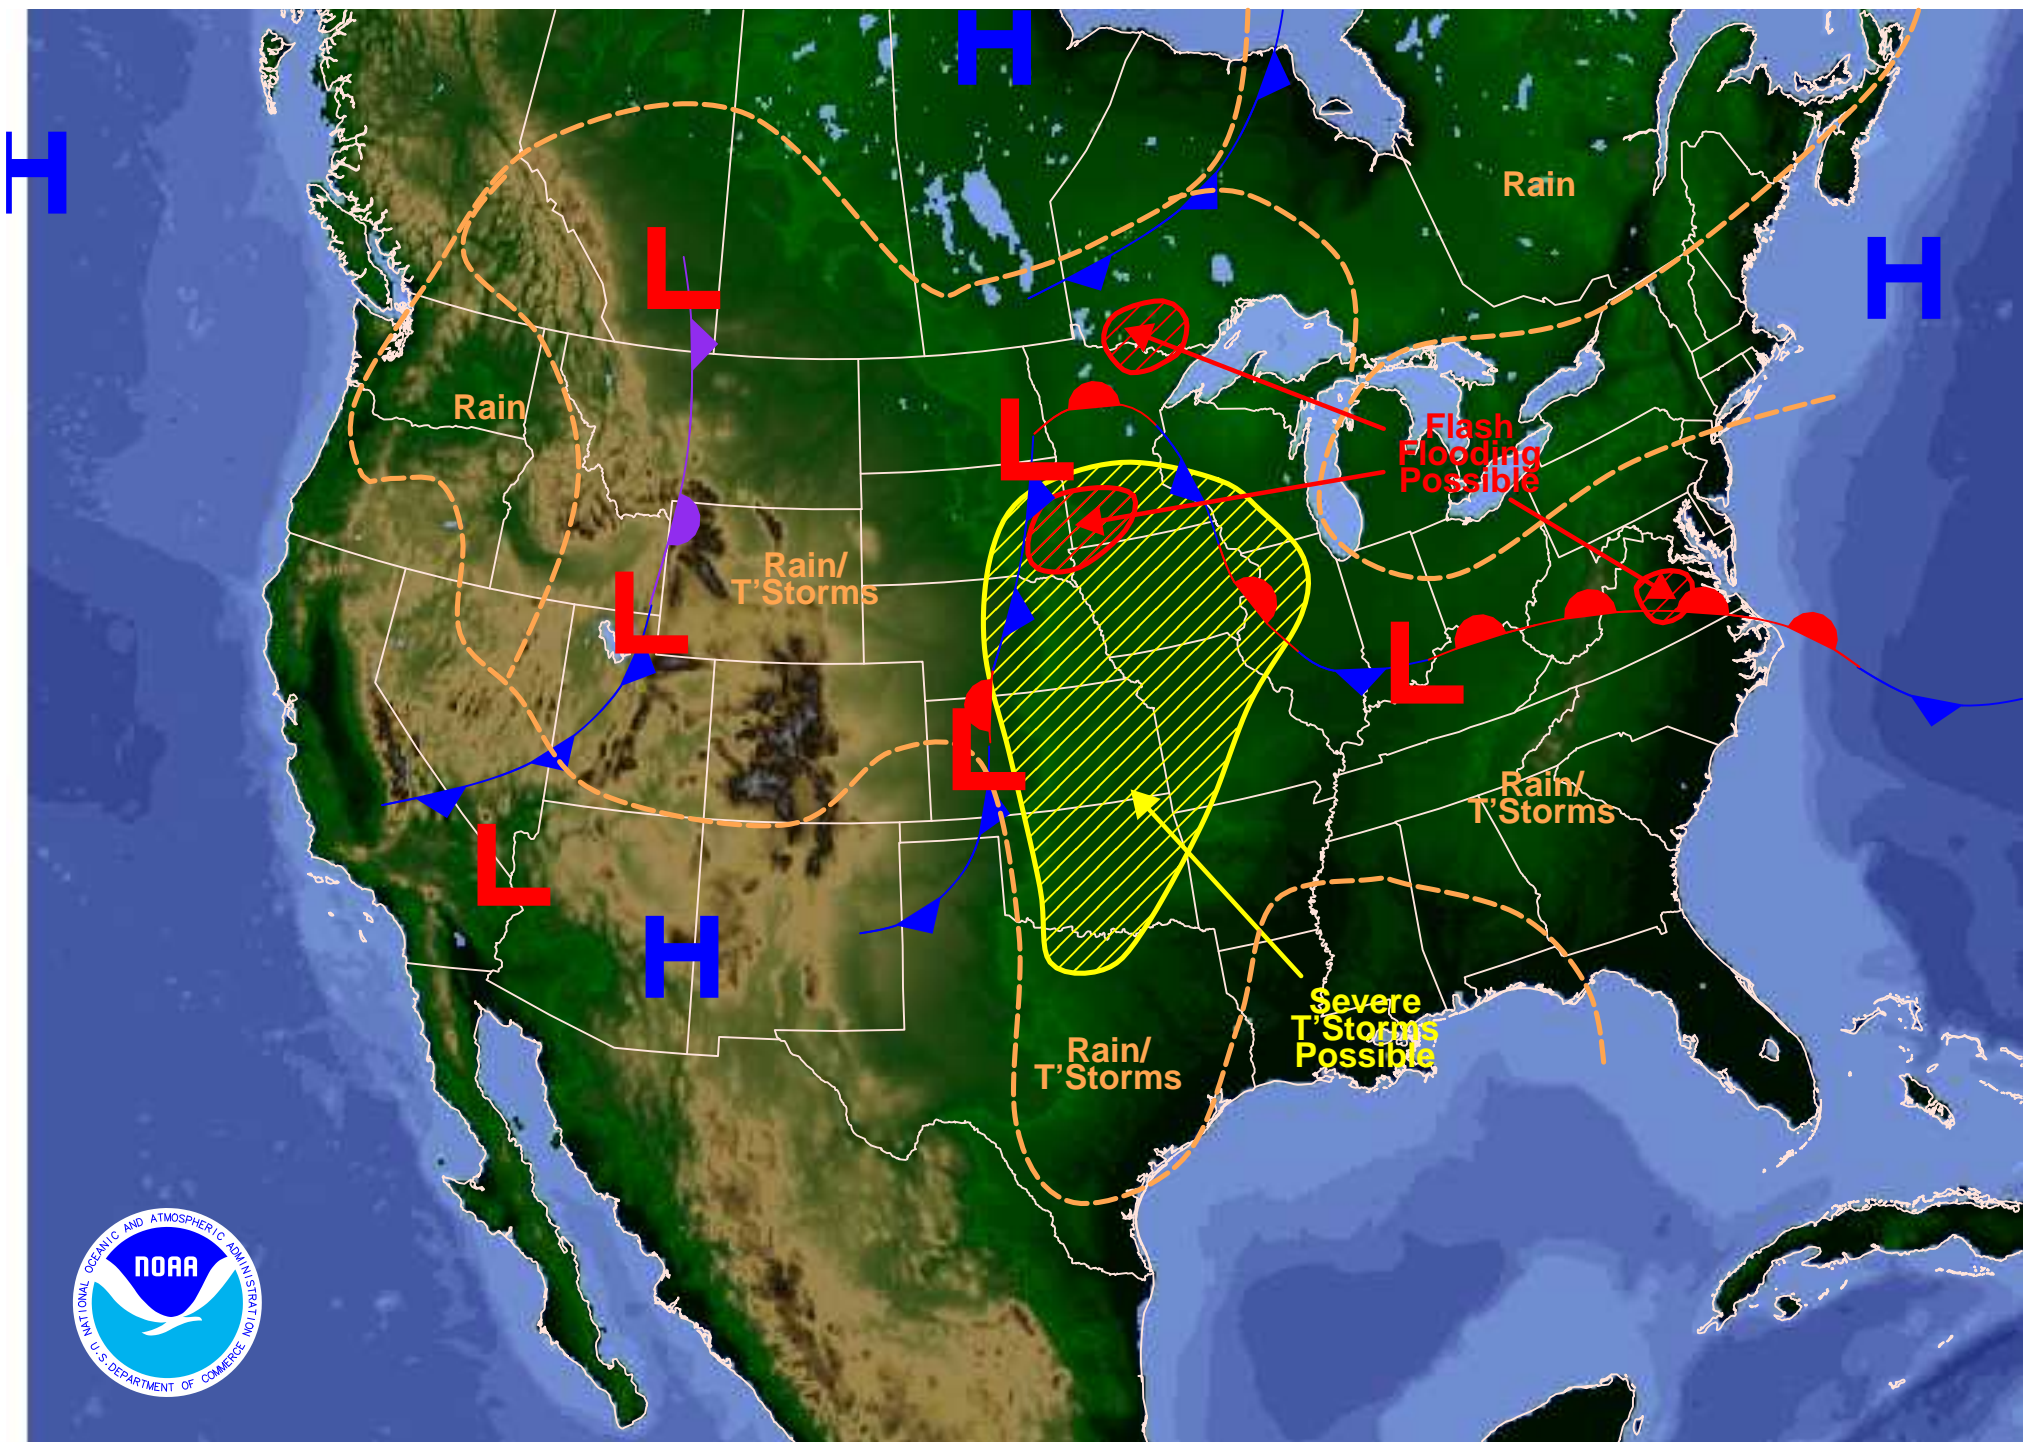 H
H
Rain
L
H
Flash
Flooding
Possible
Rain
L
Rain/
T'Storms
L
L
L
Rain/
T'Storms
L
H
Severe
T'Storms
Possible
Rain/
T'Storms
NATIONAL OCEANIC AND ATMOSPHERIC ADMINISTRATION
NOAA
U.S. DEPARTMENT OF COMMERCE